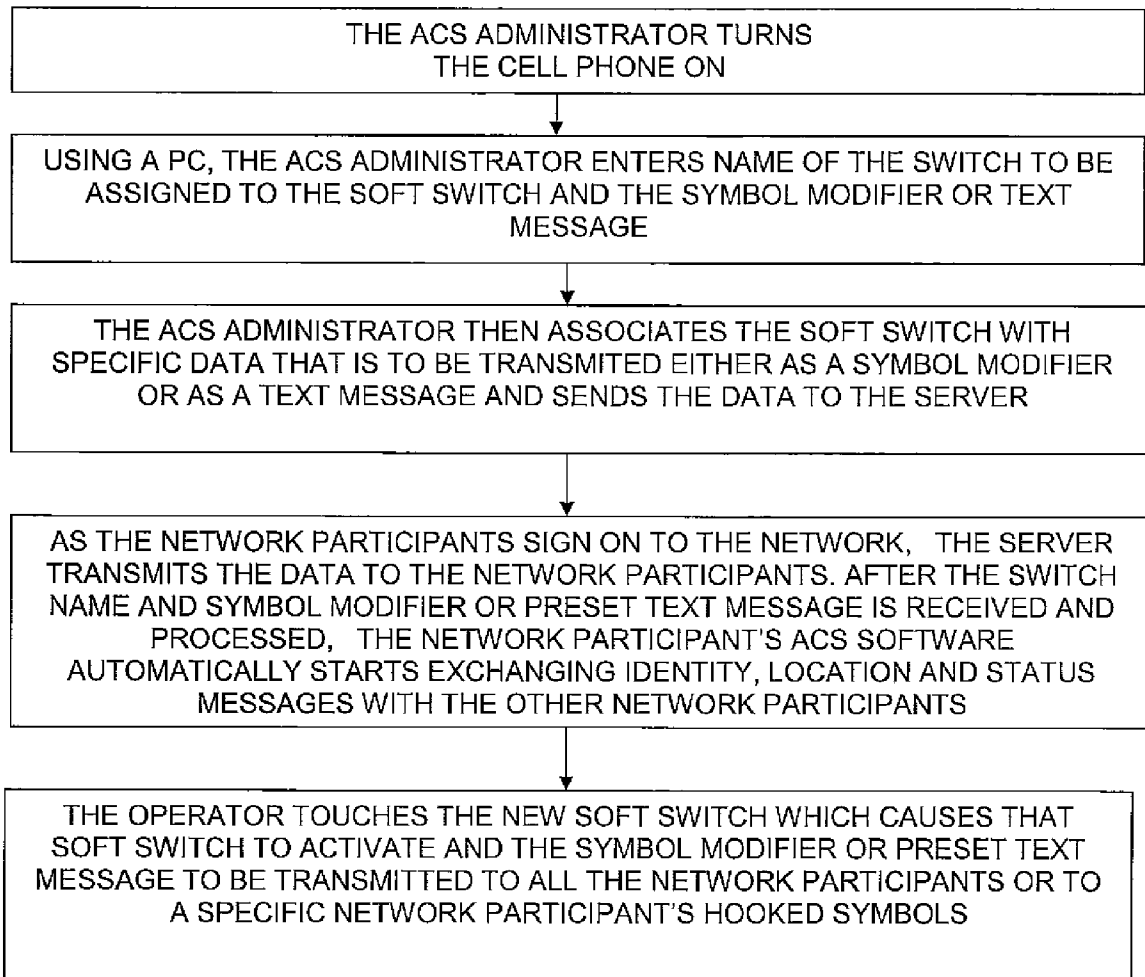 THE ACS ADMINISTRATOR TURNS
THE CELL PHONE ON
USING A PC, THE ACS ADMINISTRATOR ENTERS NAME OF THE SWITCH TO BE
ASSIGNED TO THE SOFT SWITCH AND THE SYMBOL MODIFIER OR TEXT
MESSAGE
THE ACS ADMINISTRATOR THEN ASSOCIATES THE SOFT SWITCH WITH
SPECIFIC DATA THAT IS TO BE TRANSMITED EITHER AS A SYMBOL MODIFIER
OR AS A TEXT MESSAGE AND SENDS THE DATA TO THE SERVER
AS THE NETWORK PARTICIPANTS SIGN ON TO THE NETWORK, THE SERVER
TRANSMITS THE DATA TO THE NETWORK PARTICIPANTS. AFTER THE SWITCH
NAME AND SYMBOL MODIFIER OR PRESET TEXT MESSAGE IS RECEIVED AND
PROCESSED, THE NETWORK PARTICIPANT'S ACS SOFTWARE
AUTOMATICALLY STARTS EXCHANGING IDENTITY, LOCATION AND STATUS
MESSAGES WITH THE OTHER NETWORK PARTICIPANTS
THE OPERATOR TOUCHES THE NEW SOFT SWITCH WHICH CAUSES THAT
SOFT SWITCH TO ACTIVATE AND THE SYMBOL MODIFIER OR PRESET TEXT
MESSAGE TO BE TRANSMITTED TO ALL THE NETWORK PARTICIPANTS OR TO
A SPECIFIC NETWORK PARTICIPANT'S HOOKED SYMBOLS